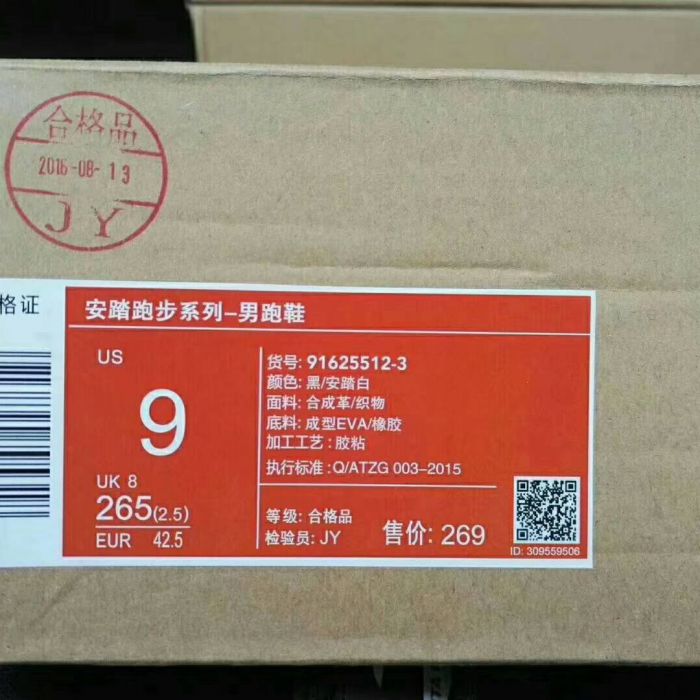 合格品
2016-08-13
JY
格证
安踏跑步系列-男跑鞋
US
9
UK 8
265(2.5)
EUR 42.5
货号: 91625512-3
颜色: 黑/安踏白
面料: 合成革/织物
底料: 成型EVA/橡胶
加工工艺: 胶粘
执行标准: Q/ATZG 003-2015
等级: 合格品
检验员: JY
售价: 269
ID: 309559506